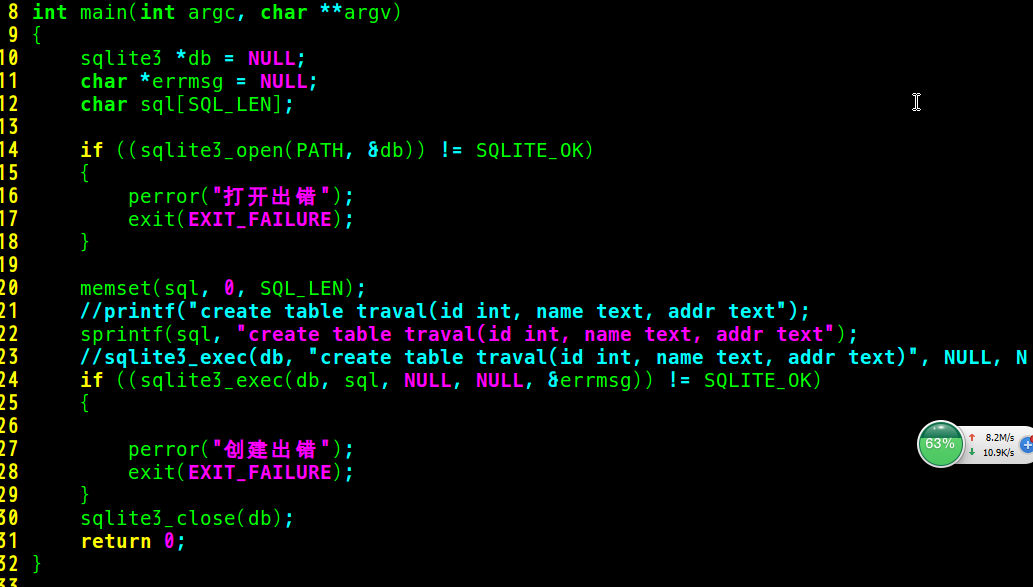 8 int main(int argc, char **argv)
9 {
10     sqlite3 *db = NULL;
11     char *errmsg = NULL;
12     char sql[SQL_LEN];
13
14     if ((sqlite3_open(PATH, &db)) != SQLITE_OK)
15     {
16         perror("打开出错");
17         exit(EXIT_FAILURE);
18     }
19
20     memset(sql, 0, SQL_LEN);
21     //printf("create table traval(id int, name text, addr text");
22     sprintf(sql, "create table traval(id int, name text, addr text");
23     //sqlite3_exec(db, "create table traval(id int, name text, addr text)", NULL, N
24     if ((sqlite3_exec(db, sql, NULL, NULL, &errmsg)) != SQLITE_OK)
25     {
26
27         perror("创建出错");
28         exit(EXIT_FAILURE);
29     }
30     sqlite3_close(db);
31     return 0;
32 }
63% ↑ 8.2M/s
↓ 10.9K/s